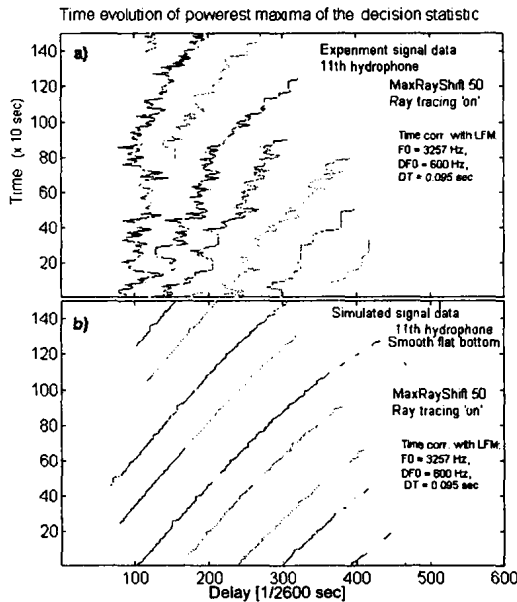 Time evolution of powerest maxima of the decision statistic
a)
Experiment signal data
11th hydrophone
MaxRayShift 50
Ray tracing 'on'
Time corr. with LFM:
F0 = 3257 Hz,
DF0 = 600 Hz,
DT = 0.095 sec
Time (x 10 sec)
140
120
100
80
60
40
20
b)
Simulated signal data
11th hydrophone
Smooth flat bottom
MaxRayShift 50
Ray tracing 'on'
Time corr. with LFM:
F0 = 3257 Hz,
DF0 = 600 Hz,
DT = 0.095 sec
140
120
100
80
60
40
20
0
100 200 300 400 500 600
Delay [1/2600 sec]